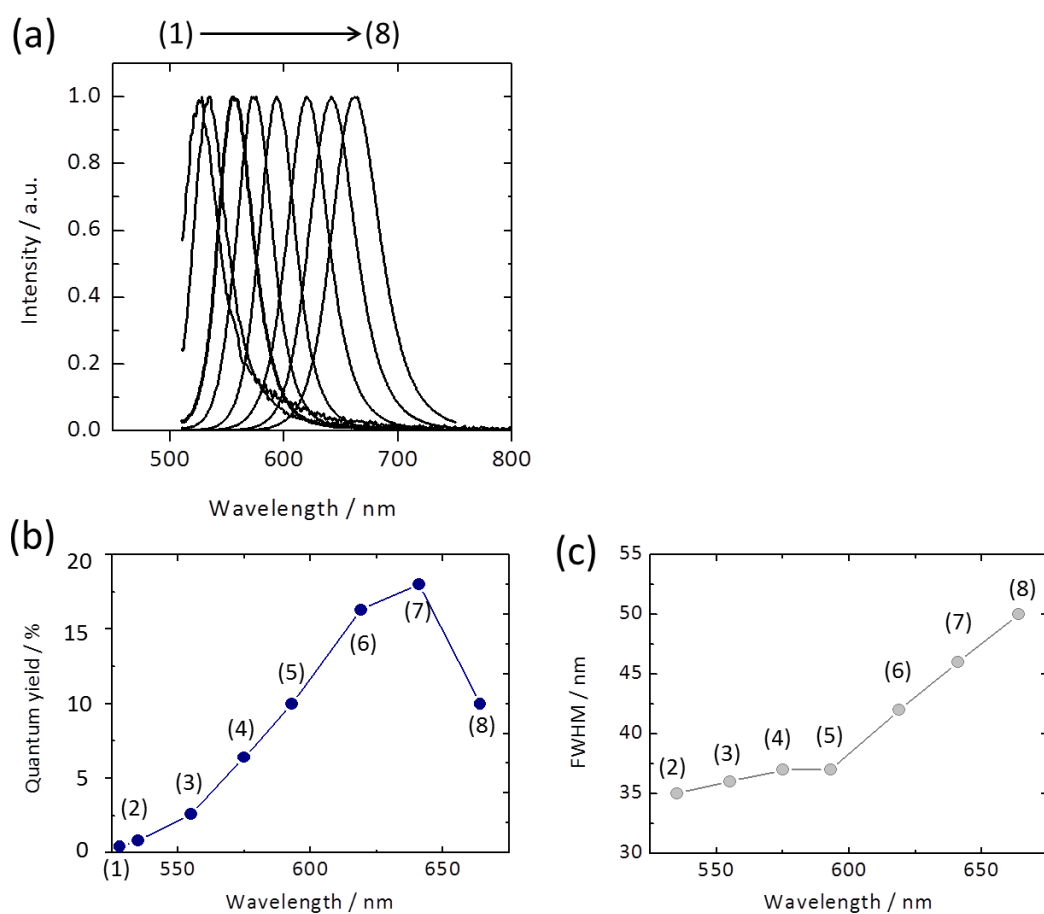 (a)
(1) (8)
1.0
0.8
0.6
0.4
0.2
0.0
Intensity / a.u.
500 600 700 800
Wavelength / nm
(b)
20
15
10
5
0
Quantum yield / %
(1)
(2)
(3)
(4)
(5)
(6)
(7)
(8)
550 600 650
Wavelength / nm
(c)
55
50
45
40
35
30
FWHM / nm
(2)
(3)
(4)
(5)
(6)
(7)
(8)
550 600 650
Wavelength / nm